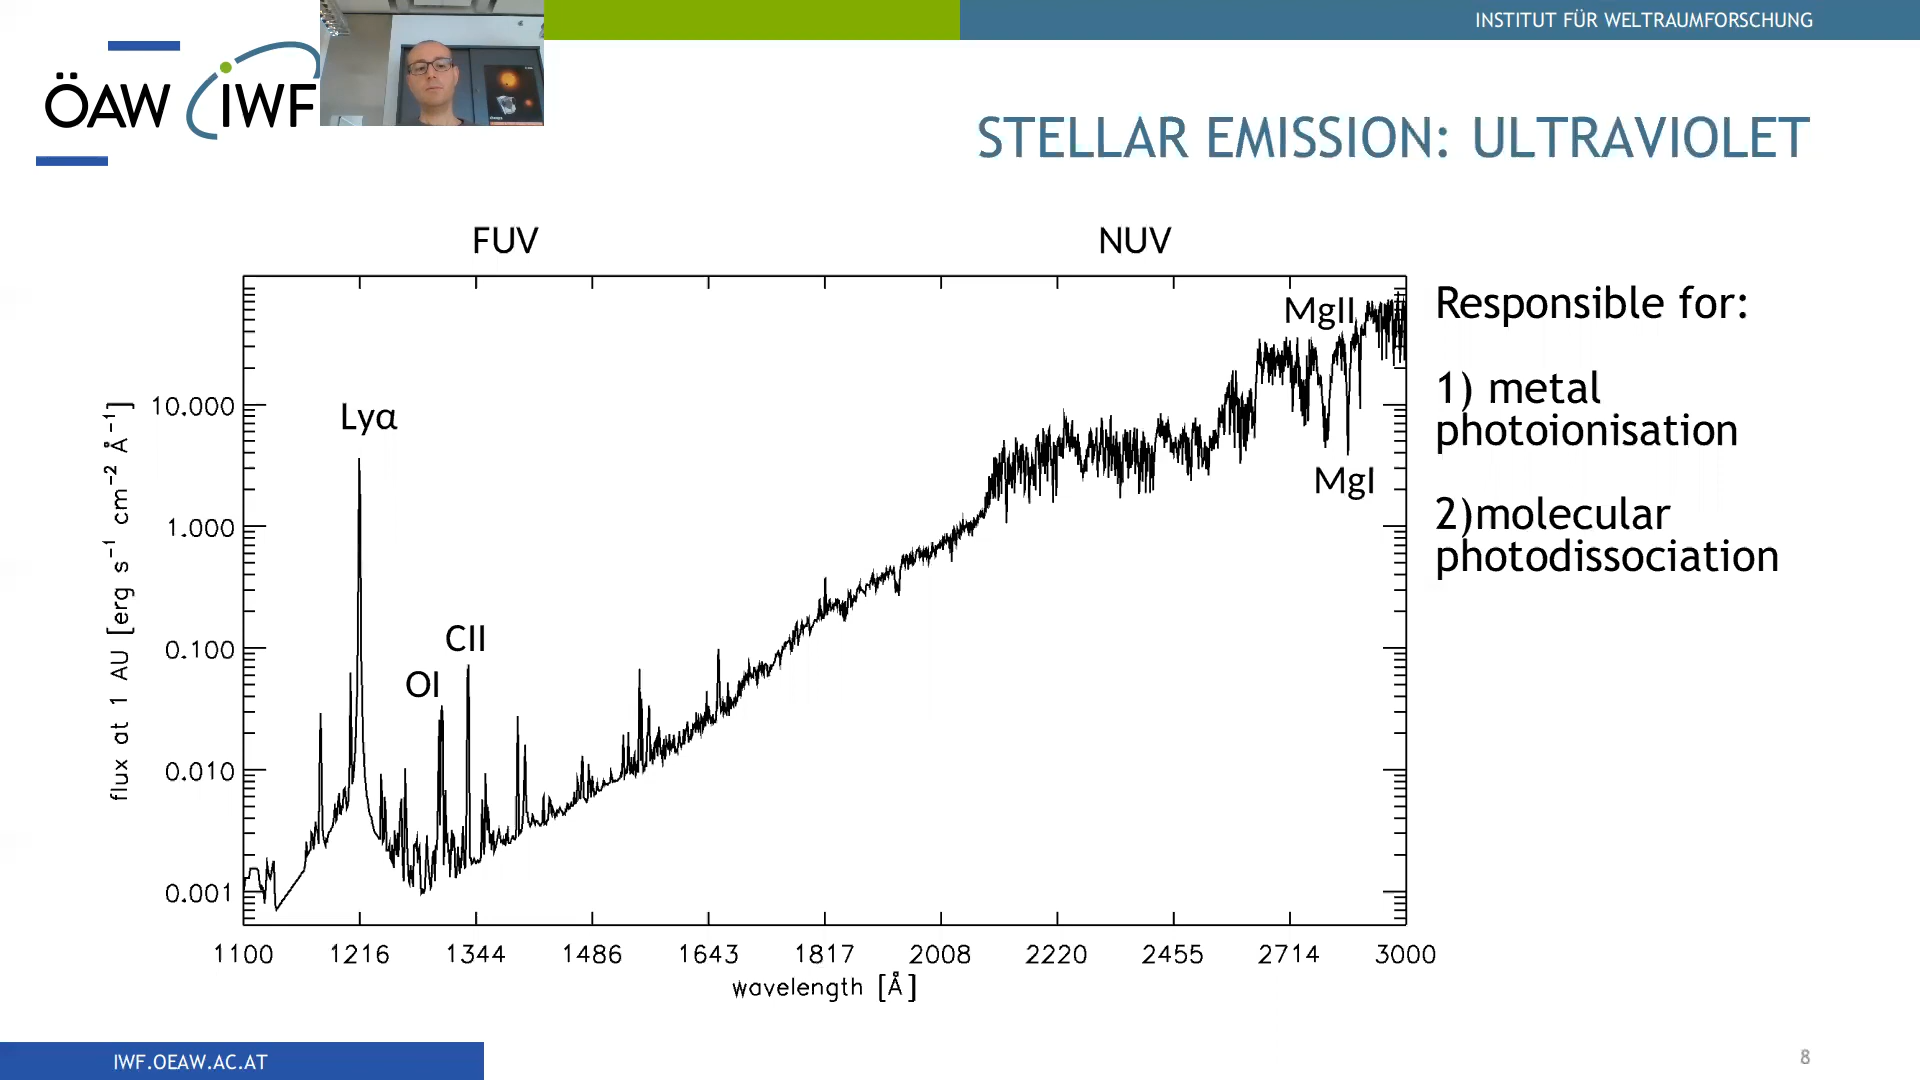 INSTITUT FÜR WELTRAUMFORSCHUNG
ÖAW IWF
STELLAR EMISSION: ULTRAVIOLET
FUV NUV
MgII
Lyα
MgI
CII
OI
10.000
1.000
0.100
0.010
0.001
flux at 1 AU [erg s⁻¹ cm⁻² Å⁻¹]
1100 1216 1344 1486 1643 1817 2008 2220 2455 2714 3000
wavelength [Å]
Responsible for:
1) metal
photoionisation
2)molecular
photodissociation
IWF.OEAW.AC.AT
8